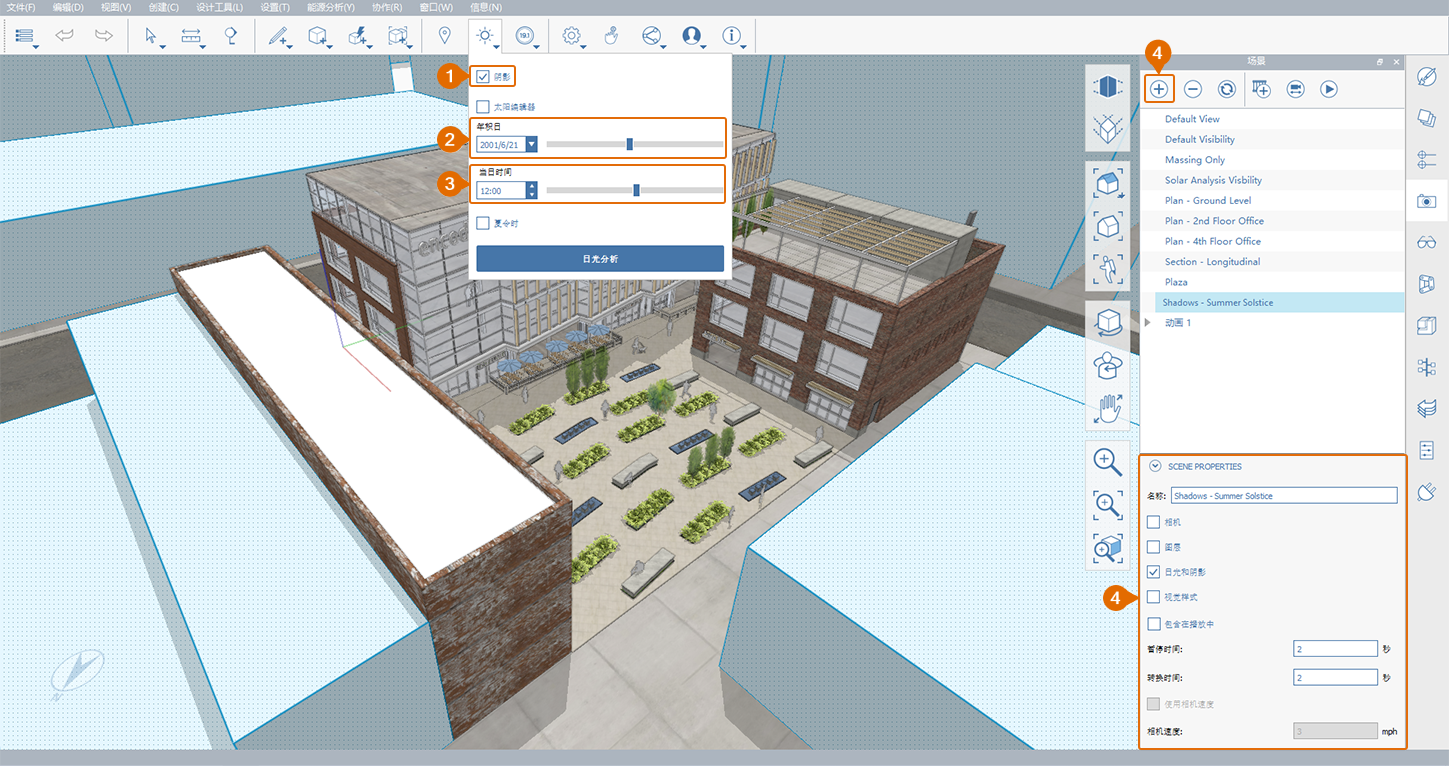 文件(F) 编辑(D) 视图(V) 创建(C) 设计工具(L) 设置(T) 能源分析(Y) 协作(R) 窗口(W) 信息(N)
19.1
1
阴影
太阳编辑器
2
年积日
2001/6/21
3
当日时间
12:00
夏令时
日光分析
4
场景
Default View
Default Visibility
Massing Only
Solar Analysis Visbility
Plan - Ground Level
Plan - 2nd Floor Office
Plan - 4th Floor Office
Section - Longitudinal
Plaza
Shadows - Summer Solstice
动画 1
SCENE PROPERTIES
名称: Shadows - Summer Solstice
相机
图层
日光和阴影
4
视觉样式
包含在播放中
暂停时间: 2 秒
转换时间: 2 秒
使用相机速度
相机速度: 3 mph
N